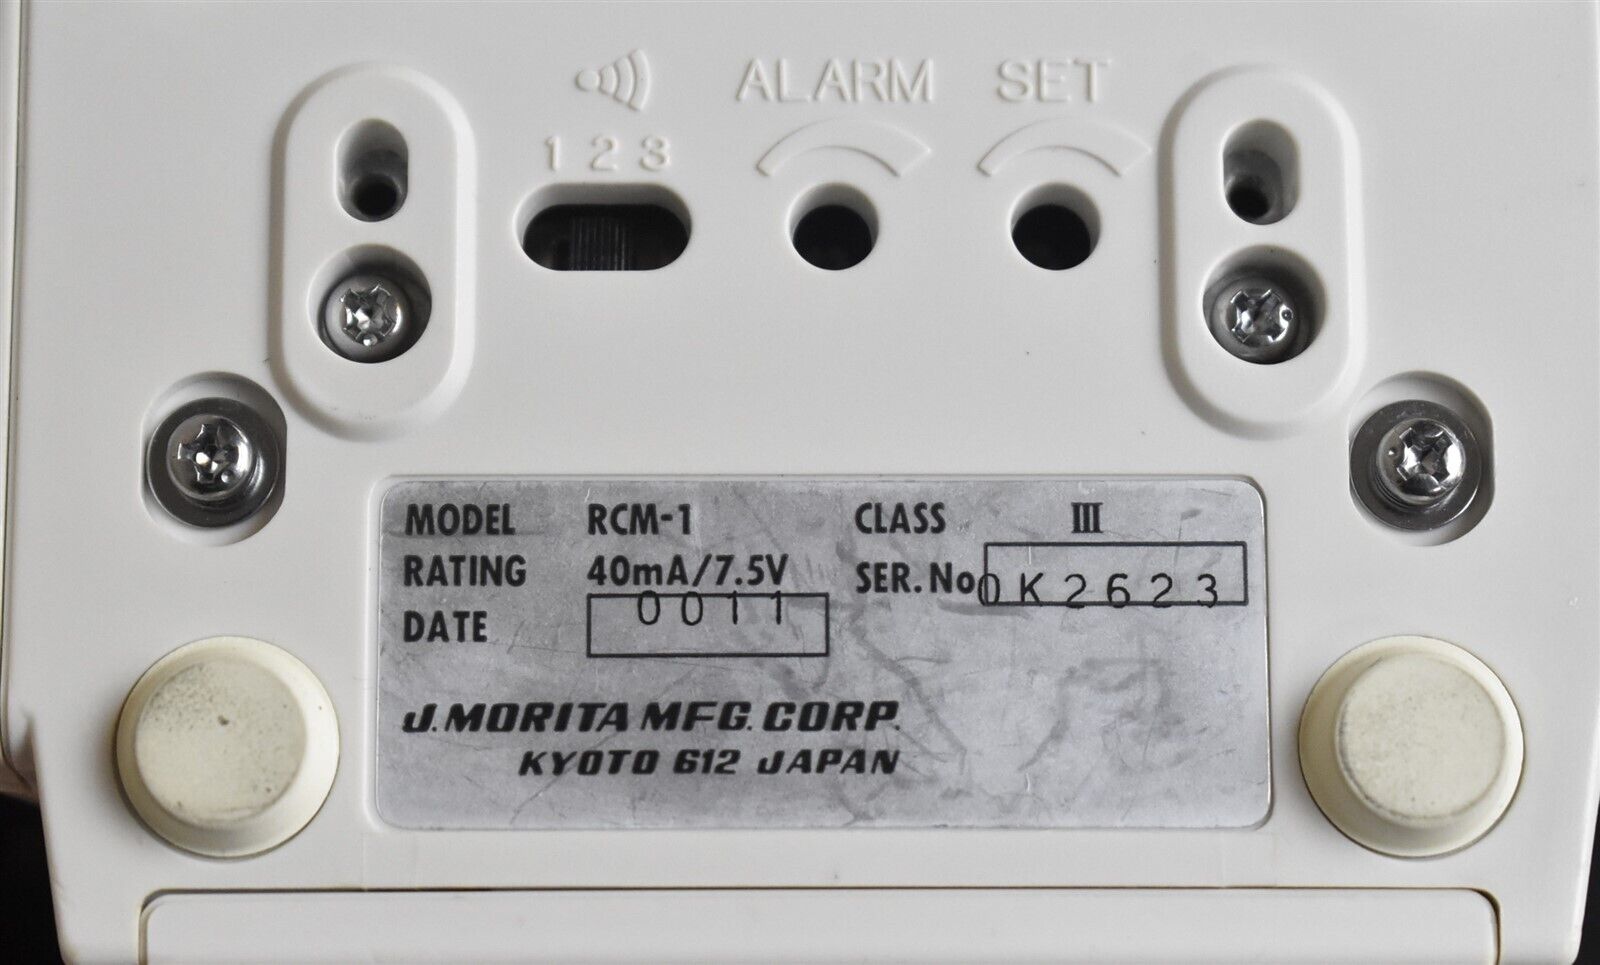 ALARM SET
1 2 3
MODEL RCM-1 CLASS III
RATING 40mA/7.5V SER. No 0K2623
DATE 0011
J. MORITA MFG. CORP.
KYOTO 612 JAPAN